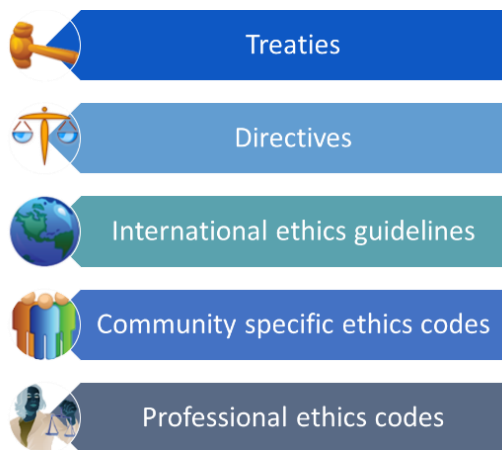 Treaties
Directives
International ethics guidelines
Community specific ethics codes
Professional ethics codes